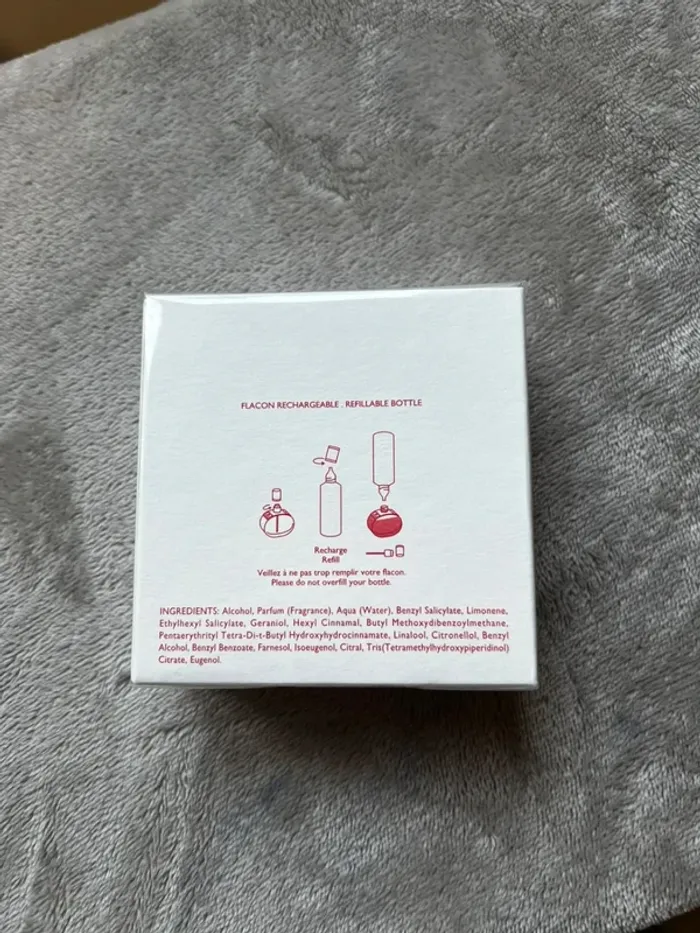 FLACON RECHARGEABLE . REFILLABLE BOTTLE
Recharge
Refill
Veillez à ne pas trop remplir votre flacon.
Please do not overfill your bottle.
INGREDIENTS: Alcohol, Parfum (Fragrance), Aqua (Water), Benzyl Salicylate, Limonene,
Ethylhexyl Salicylate, Geraniol, Hexyl Cinnamal, Butyl Methoxydibenzoylmethane,
Pentaerythrityl Tetra-Di-t-Butyl Hydroxyhydrocinnamate, Linalool, Citronellol, Benzyl
Alcohol, Benzyl Benzoate, Farnesol, Isoeugenol, Citral, Tris(Tetramethylhydroxypiperidinol)
Citrate, Eugenol.